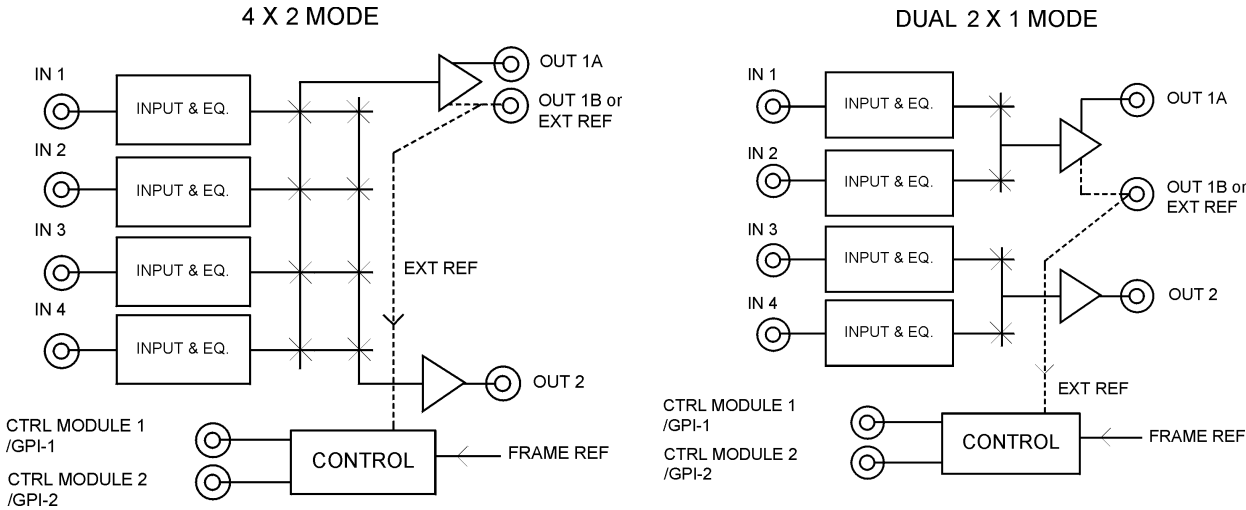 4 X 2 MODE
IN 1
INPUT & EQ.
OUT 1A
OUT 1B or
EXT REF
IN 2
INPUT & EQ.
IN 3
INPUT & EQ.
EXT REF
IN 4
INPUT & EQ.
OUT 2
CTRL MODULE 1
/GPI-1
CONTROL
FRAME REF
CTRL MODULE 2
/GPI-2
DUAL 2 X 1 MODE
IN 1
INPUT & EQ.
OUT 1A
IN 2
INPUT & EQ.
OUT 1B or
EXT REF
IN 3
INPUT & EQ.
IN 4
INPUT & EQ.
OUT 2
EXT REF
CTRL MODULE 1
/GPI-1
CONTROL
FRAME REF
CTRL MODULE 2
/GPI-2